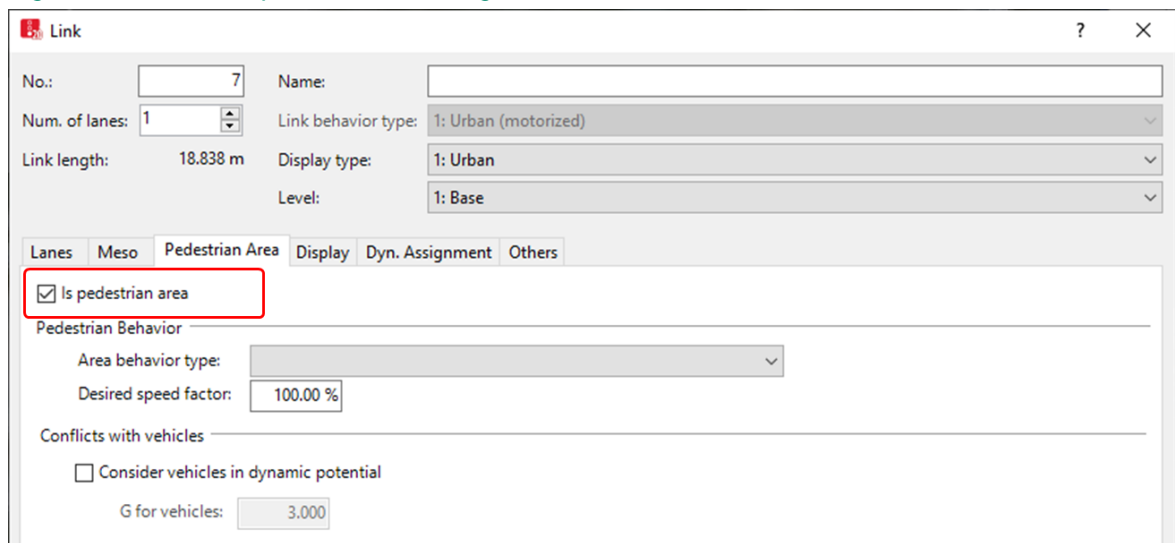 Link ?
No.: 7 Name:
Num. of lanes: 1 Link behavior type: 1: Urban (motorized)
Link length: 18.838 m Display type: 1: Urban
Level: 1: Base
Lanes Meso Pedestrian Area Display Dyn. Assignment Others
Is pedestrian area
Pedestrian Behavior
Area behavior type:
Desired speed factor: 100.00 %
Conflicts with vehicles
Consider vehicles in dynamic potential
G for vehicles: 3.000